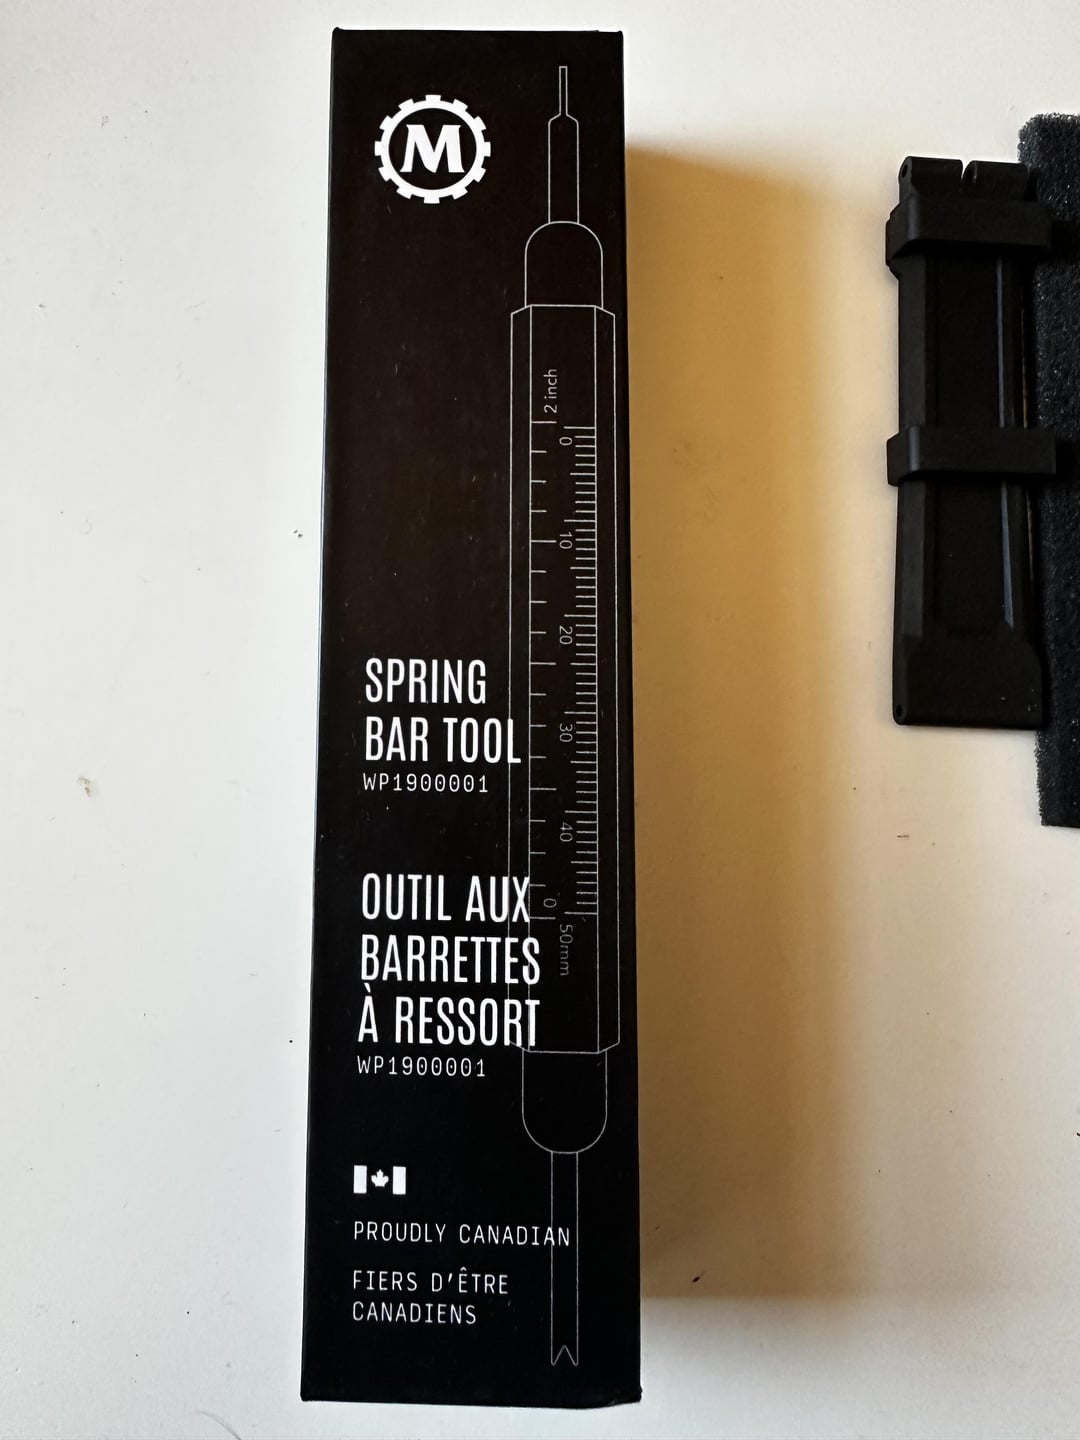 M
2 inch
0
10
20
30
40
0
50mm
SPRING
BAR TOOL
WP1900001
OUTIL AUX
BARRETTES
À RESSORT
WP1900001
PROUDLY CANADIAN
FIERS D'ÊTRE
CANADIENS